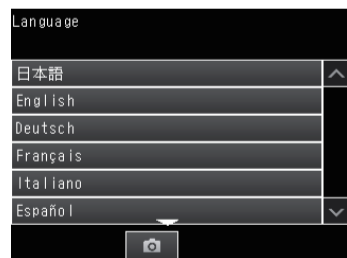 Language
日本語
English
Deutsch
Français
Italiano
Español